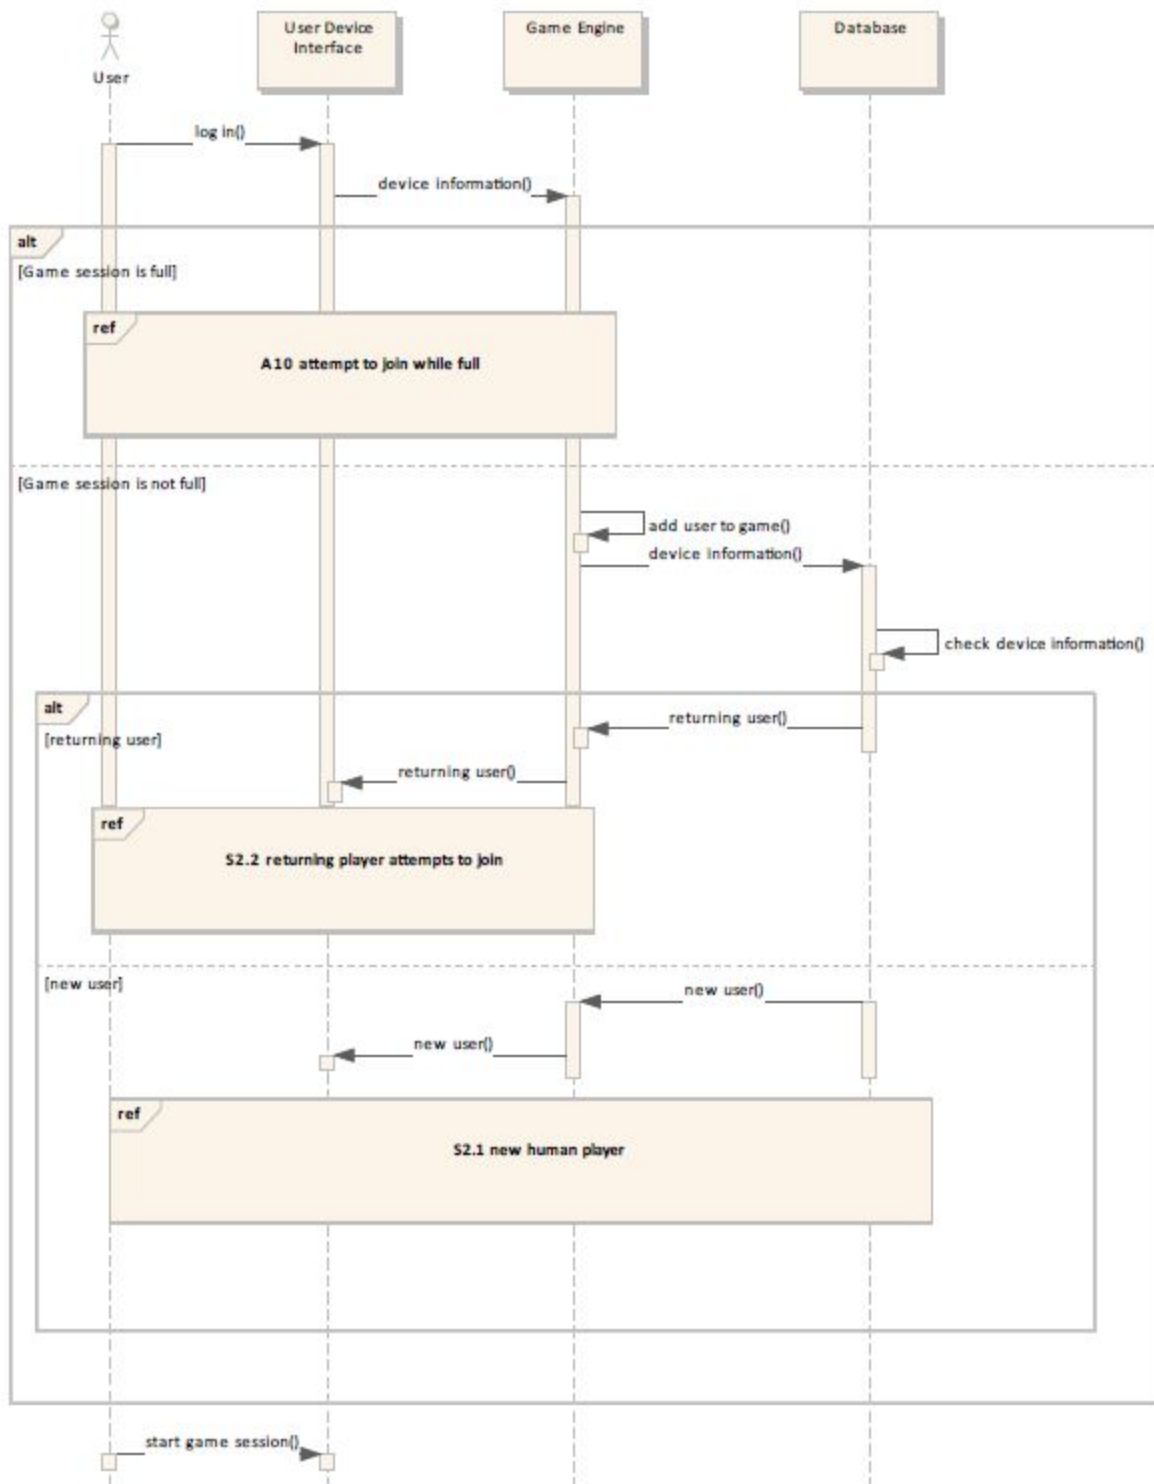 User Device
Interface
Game Engine
Database
User
log in()
device information()
alt
[Game session is full]
ref
A10 attempt to join while full
[Game session is not full]
add user to game()
device information()
check device information()
alt
returning user()
[returning user]
returning user()
ref
S2.2 returning player attempts to join
[new user]
new user()
new user()
ref
S2.1 new human player
start game session()